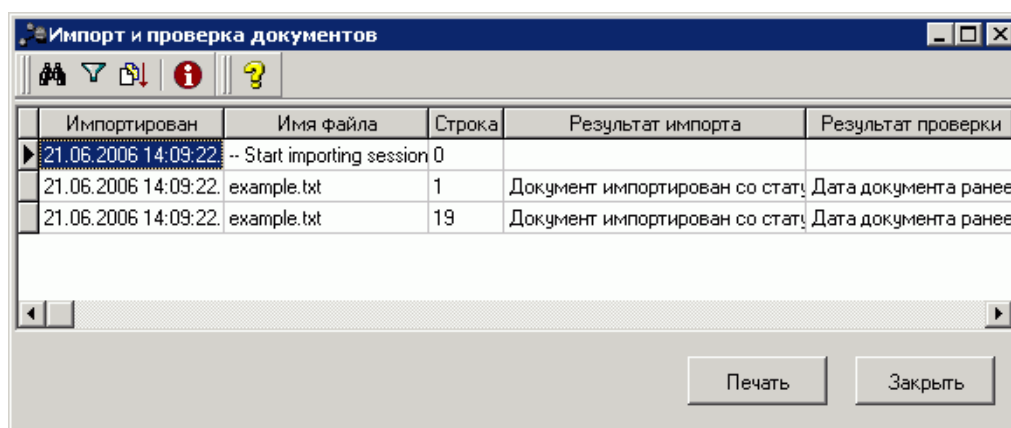 Импорт и проверка документов
Импортирован Имя файла Строка Результат импорта Результат проверки
21.06.2006 14:09:22. -- Start importing session 0
21.06.2006 14:09:22. example.txt 1 Документ импортирован со стату Дата документа ранее
21.06.2006 14:09:22. example.txt 19 Документ импортирован со стату Дата документа ранее
Печать Закрыть